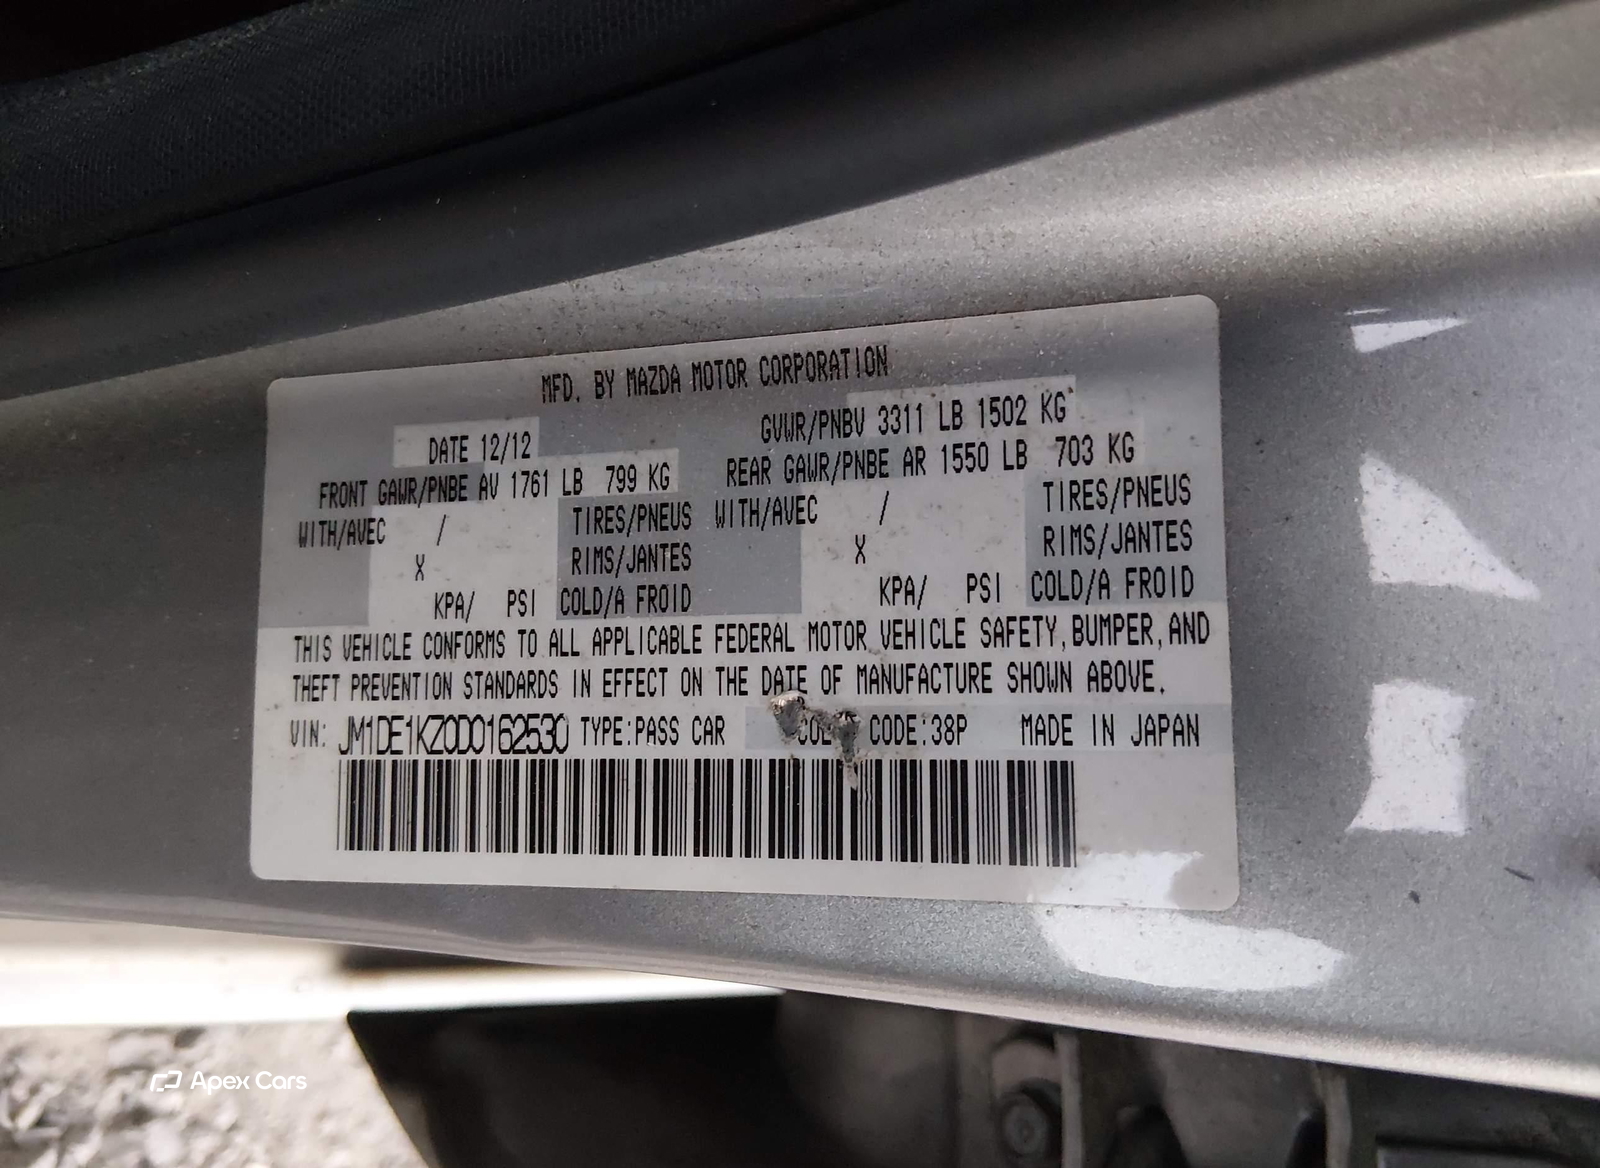 MFD. BY MAZDA MOTOR CORPORATION
DATE 12/12 GVWR/PNBV 3311 LB 1502 KG
FRONT GAWR/PNBE AV 1761 LB 799 KG REAR GAWR/PNBE AR 1550 LB 703 KG
WITH/AVEC / TIRES/PNEUS WITH/AVEC / TIRES/PNEUS
X RIMS/JANTES X RIMS/JANTES
KPA/ PSI COLD/A FROID KPA/ PSI COLD/A FROID
THIS VEHICLE CONFORMS TO ALL APPLICABLE FEDERAL MOTOR VEHICLE SAFETY, BUMPER, AND
THEFT PREVENTION STANDARDS IN EFFECT ON THE DATE OF MANUFACTURE SHOWN ABOVE.
VIN: JM1DE1KZ0D0162530 TYPE:PASS CAR CODE:38P MADE IN JAPAN
Apex Cars